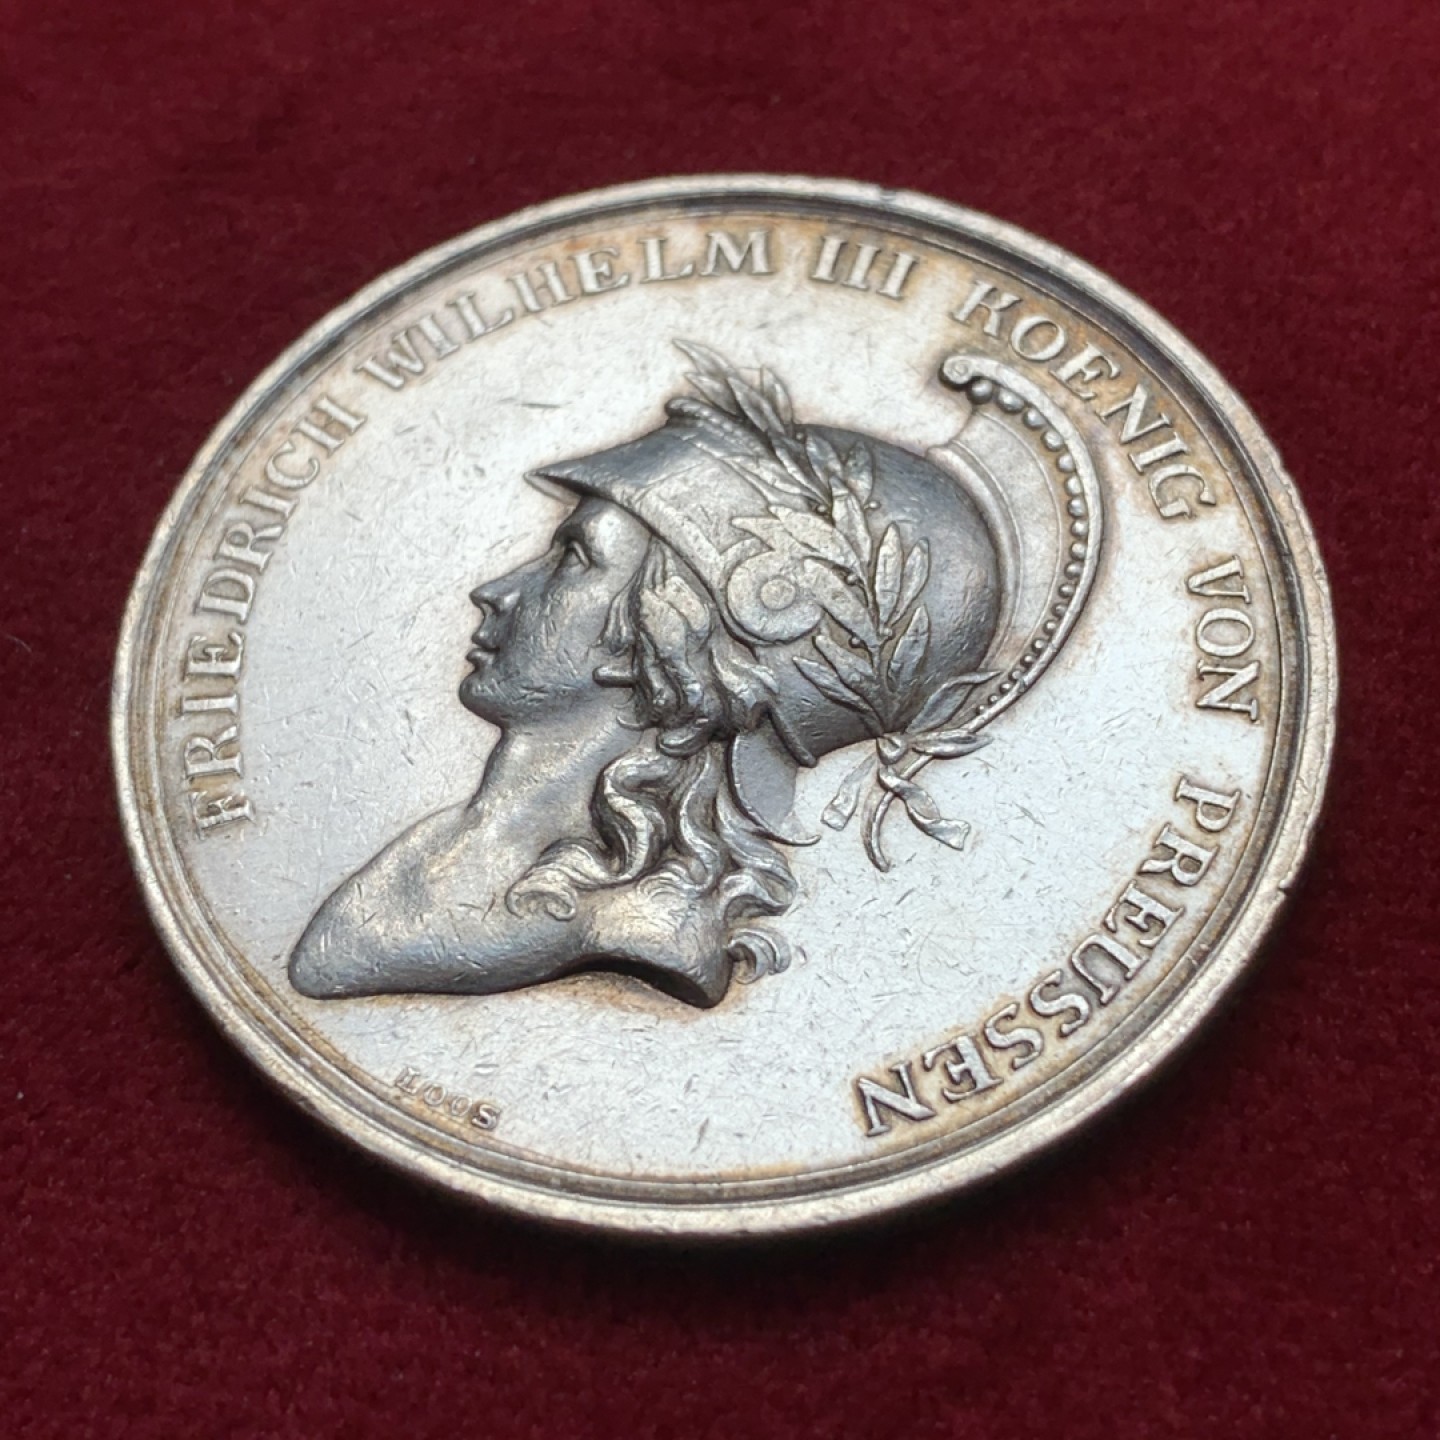 FRIEDRICH WILHELM III KOENIG VON PREUSSEN
LOOS